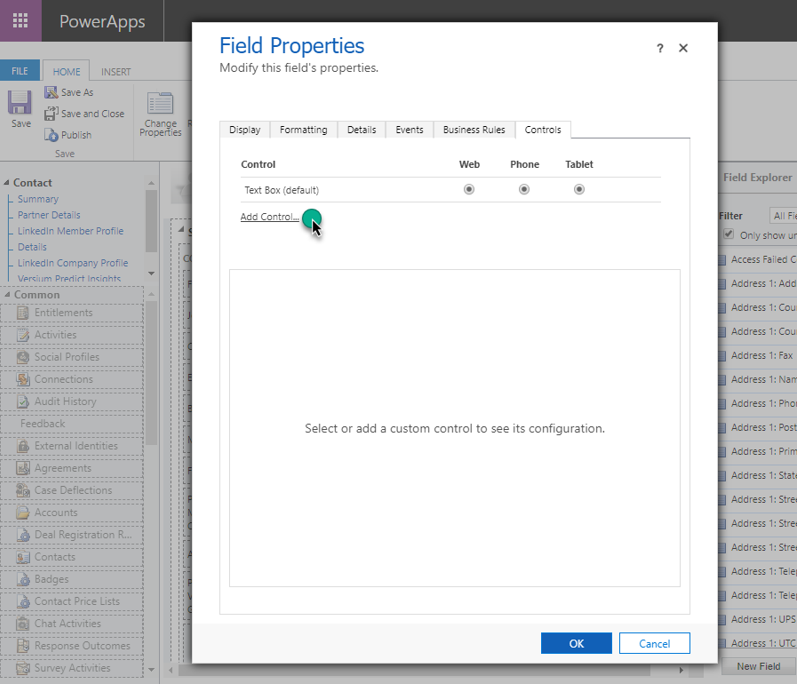 PowerApps
FILE
HOME
INSERT
Save
Save As
Save and Close
Publish
Save
Change
Properties
Contact
Summary
Partner Details
LinkedIn Member Profile
Details
LinkedIn Company Profile
Versium Predict Insights
Common
Entitlements
Activities
Social Profiles
Connections
Audit History
Feedback
External Identities
Agreements
Case Deflections
Accounts
Deal Registration R...
Contacts
Badges
Contact Price Lists
Chat Activities
Response Outcomes
Survey Activities
Field Properties
Modify this field's properties.
?
Display
Formatting
Details
Events
Business Rules
Controls
Control Web Phone Tablet
Text Box (default)
Add Control...
Select or add a custom control to see its configuration.
OK
Cancel
Field Explorer
Filter
All Fie
Only show un
Access Failed C
Address 1: Add
Address 1: Cou
Address 1: Cou
Address 1: Fax
Address 1: Nam
Address 1: Pho
Address 1: Post
Address 1: Prim
Address 1: State
Address 1: Stree
Address 1: Stree
Address 1: Stree
Address 1: Telep
Address 1: Telep
Address 1: UPS
Address 1: UTC
New Field